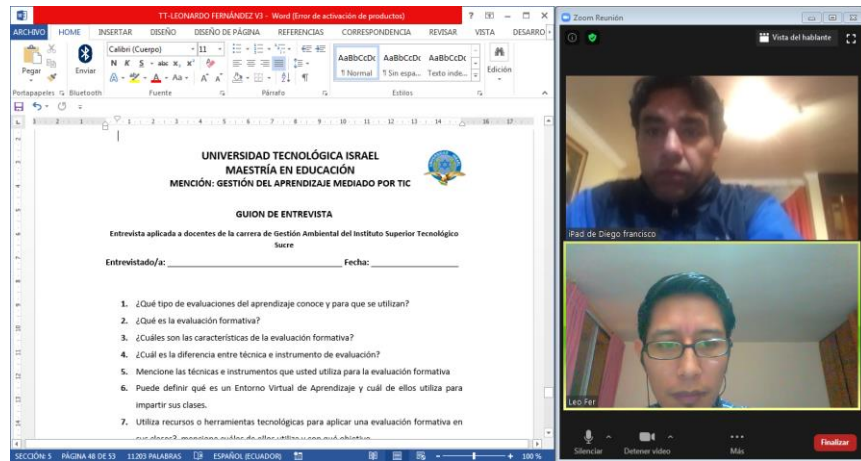 TT-LEONARDO FERNÁNDEZ V3 - Word (Error de activación de productos)
ARCHIVO HOME INSERTAR DISEÑO DISEÑO DE PÁGINA REFERENCIAS CORRESPONDENCIA REVISAR VISTA DESARRO
Calibri (Cuerpo) 11
AaBbCcDc AaBbCcDc AaBbCcDc
Pegar Enviar
N K S abc x, x'
¶ Normal ¶ Sin espa... Texto inde...
Edición
Portapapeles Bluetooth Fuente Párrafo Estilos
UNIVERSIDAD TECNOLÓGICA ISRAEL
MAESTRÍA EN EDUCACIÓN
MENCIÓN: GESTIÓN DEL APRENDIZAJE MEDIADO POR TIC
GUION DE ENTREVISTA
Entrevista aplicada a docentes de la carrera de Gestión Ambiental del Instituto Superior Tecnológico
Sucre
Entrevistado/a: Fecha:
1. ¿Qué tipo de evaluaciones del aprendizaje conoce y para que se utilizan?
2. ¿Qué es la evaluación formativa?
3. ¿Cuáles son las características de la evaluación formativa?
4. ¿Cuál es la diferencia entre técnica e instrumento de evaluación?
5. Mencione las técnicas e instrumentos que usted utiliza para la evaluación formativa
6. Puede definir qué es un Entorno Virtual de Aprendizaje y cuál de ellos utiliza para
impartir sus clases.
7. Utiliza recursos o herramientas tecnológicas para aplicar una evaluación formativa en
SECCIÓN: 5 PÁGINA 48 DE 53 11203 PALABRAS ESPAÑOL (ECUADOR) 100 %
Zoom Reunión
Vista del hablante
iPad de Diego francisco
Leo Fer
Silenciar Detener video Más Finalizar